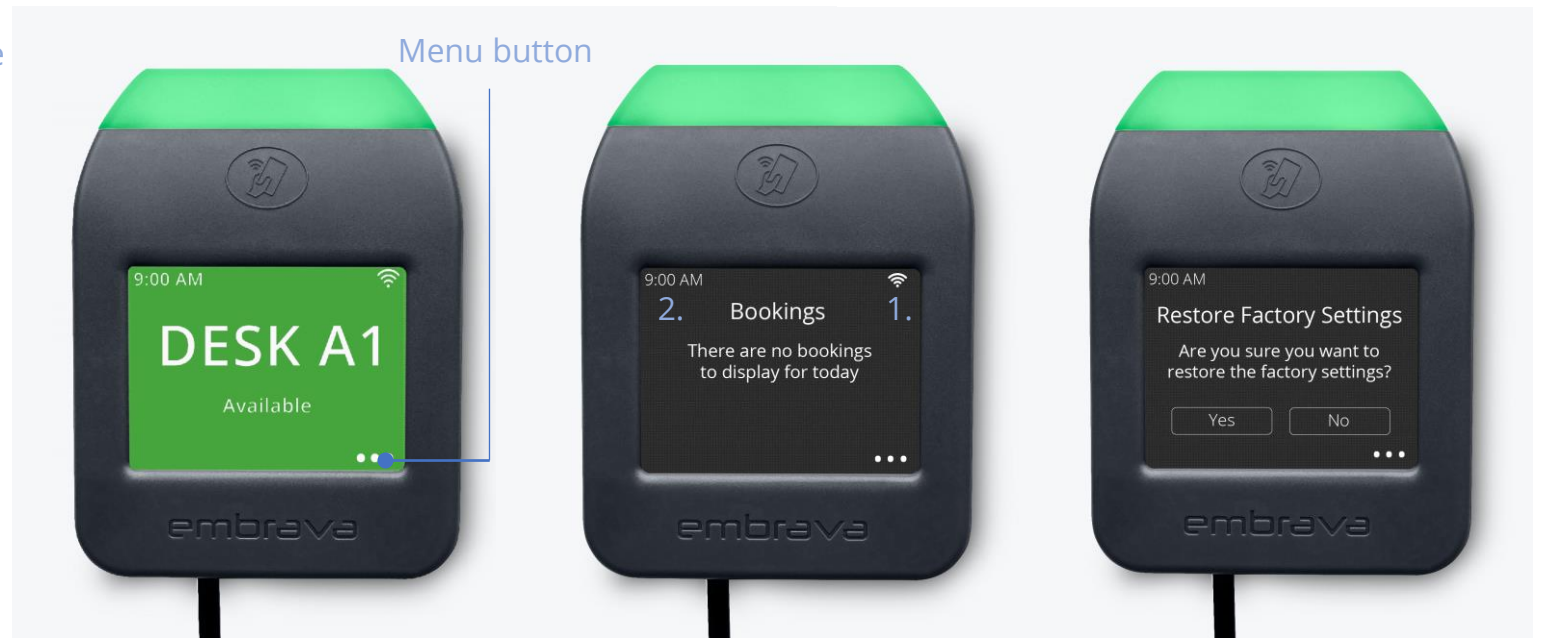 e
Menu button
9:00 AM
DESK A1
Available
embrava
9:00 AM
2. Bookings 1.
There are no bookings
to display for today
embrava
9:00 AM
Restore Factory Settings
Are you sure you want to
restore the factory settings?
Yes No
embrava